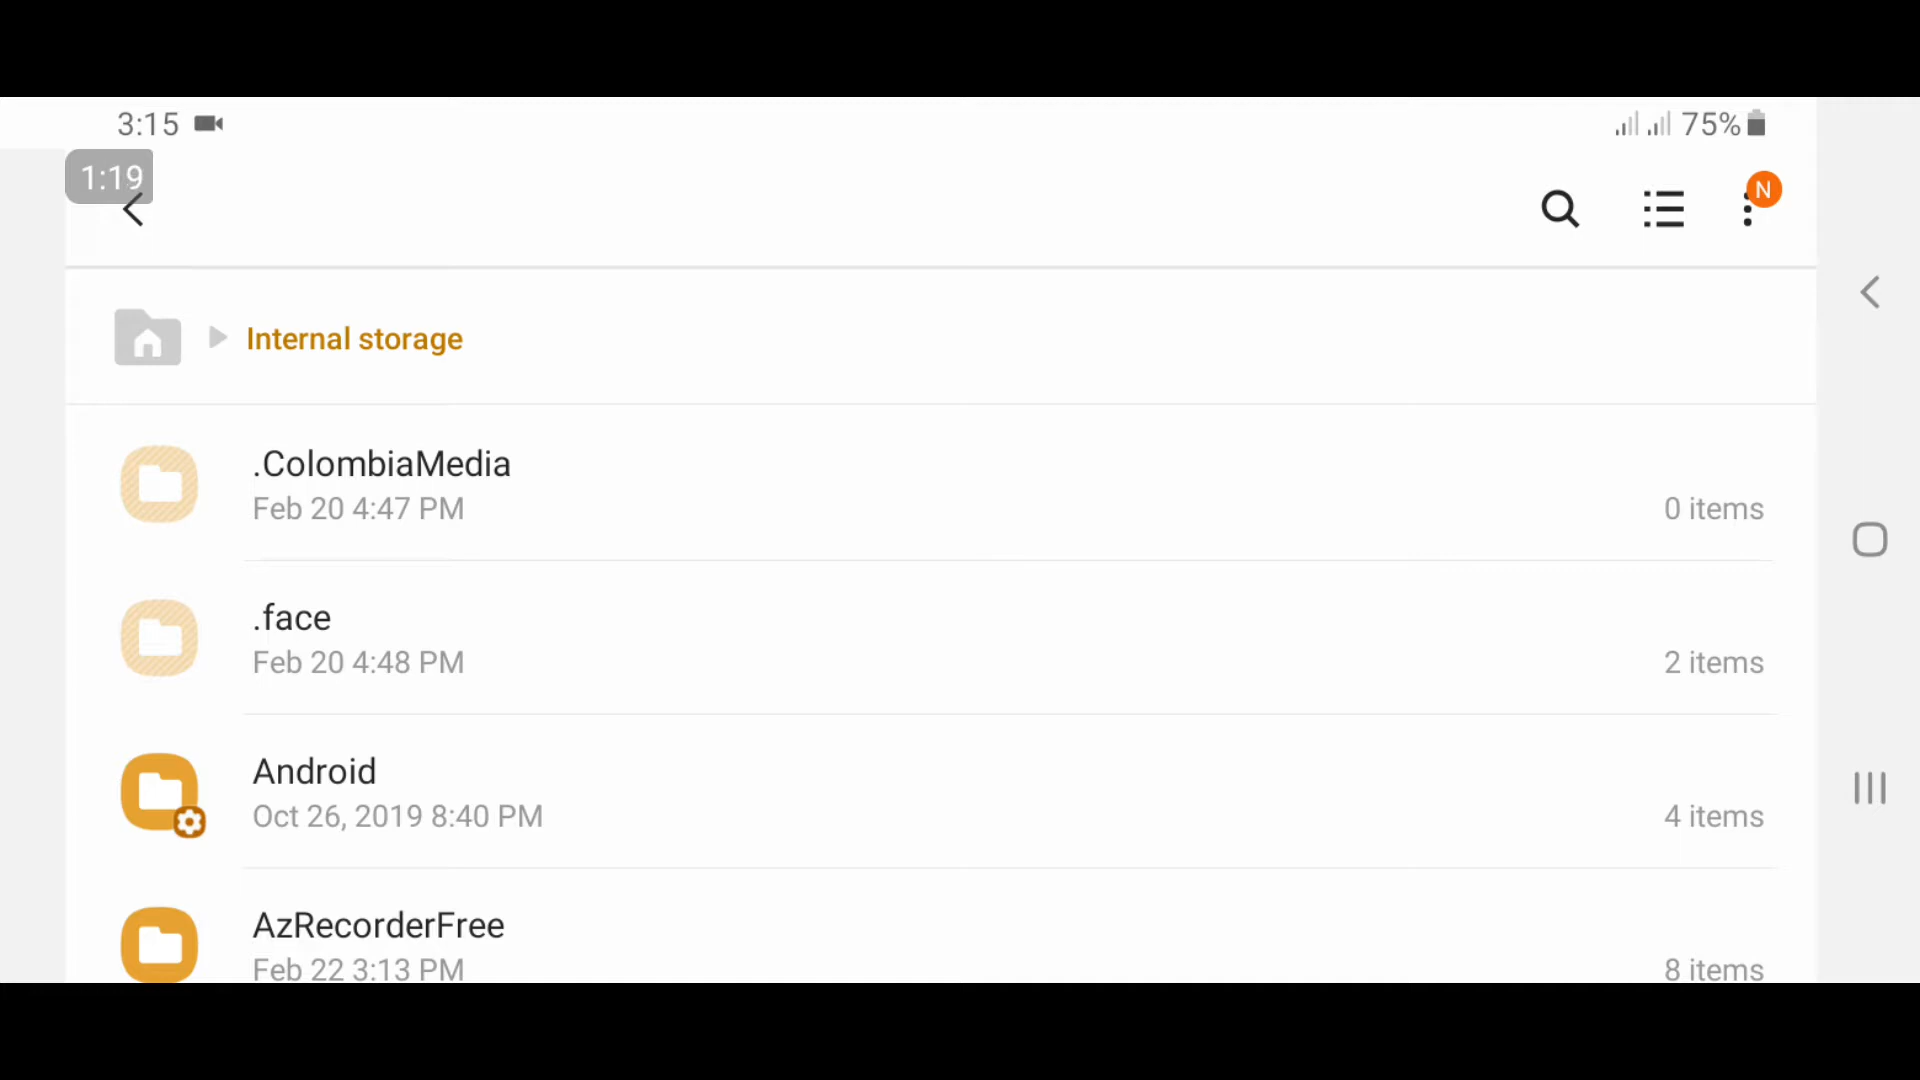 3:15
75%
1:19
N
Internal storage
.ColombiaMedia
Feb 20 4:47 PM
0 items
.face
Feb 20 4:48 PM
2 items
Android
Oct 26, 2019 8:40 PM
4 items
AzRecorderFree
Feb 22 3:13 PM
8 items